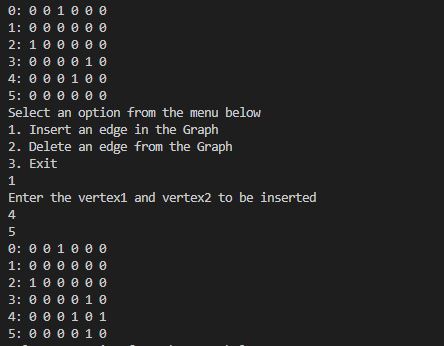 0: 0 0 1 0 0 0
1: 0 0 0 0 0 0
2: 1 0 0 0 0 0
3: 0 0 0 0 1 0
4: 0 0 0 1 0 0
5: 0 0 0 0 0 0
Select an option from the menu below
1. Insert an edge in the Graph
2. Delete an edge from the Graph
3. Exit
1
Enter the vertex1 and vertex2 to be inserted
4
5
0: 0 0 1 0 0 0
1: 0 0 0 0 0 0
2: 1 0 0 0 0 0
3: 0 0 0 0 1 0
4: 0 0 0 1 0 1
5: 0 0 0 0 1 0